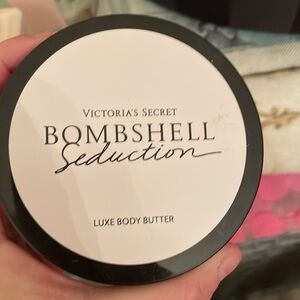 VICTORIA'S SECRET
BOMBSHELL
Seduction
LUXE BODY BUTTER